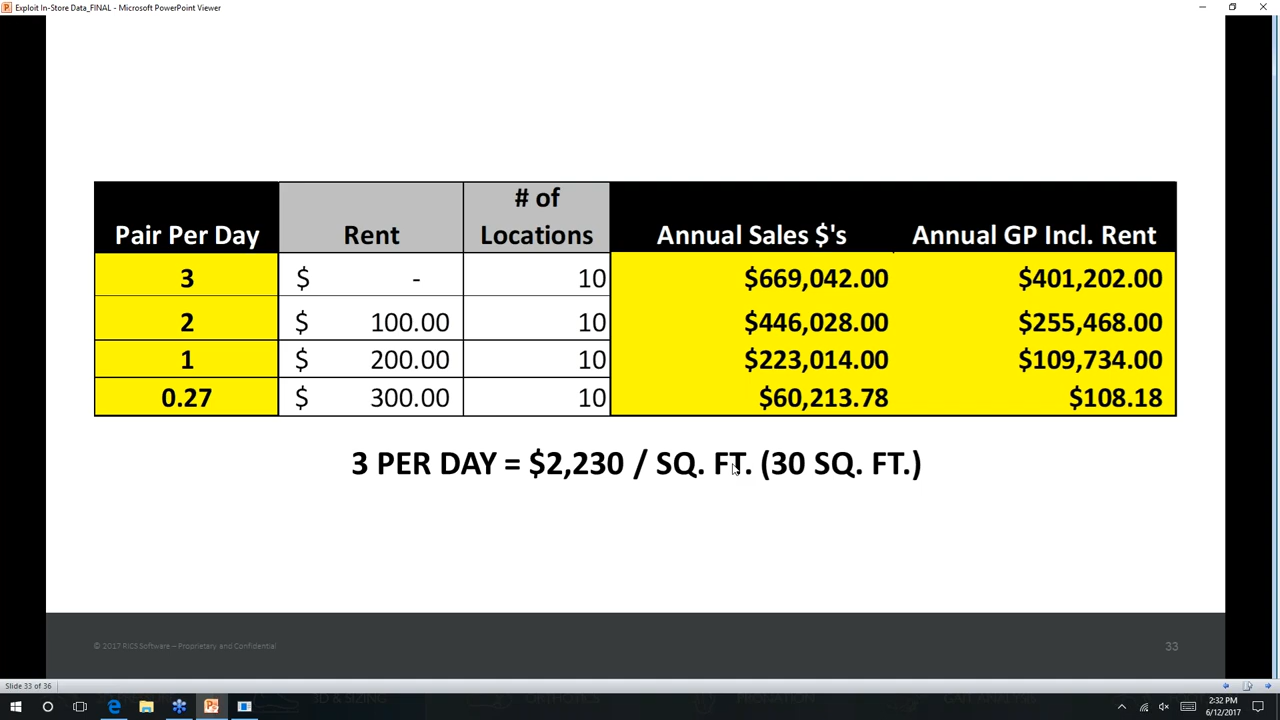 Exploit In-Store Data_FINAL - Microsoft PowerPoint Viewer
Pair Per Day Rent # of Locations Annual Sales $'s Annual GP Incl. Rent
3 $ - 10 $669,042.00 $401,202.00
2 $ 100.00 10 $446,028.00 $255,468.00
1 $ 200.00 10 $223,014.00 $109,734.00
0.27 $ 300.00 10 $60,213.78 $108.18
3 PER DAY = $2,230 / SQ. FT. (30 SQ. FT.)
© 2017 RICS Software – Proprietary and Confidential 33
Slide 33 of 36
3D & SIZING
2:32 PM
6/12/2017